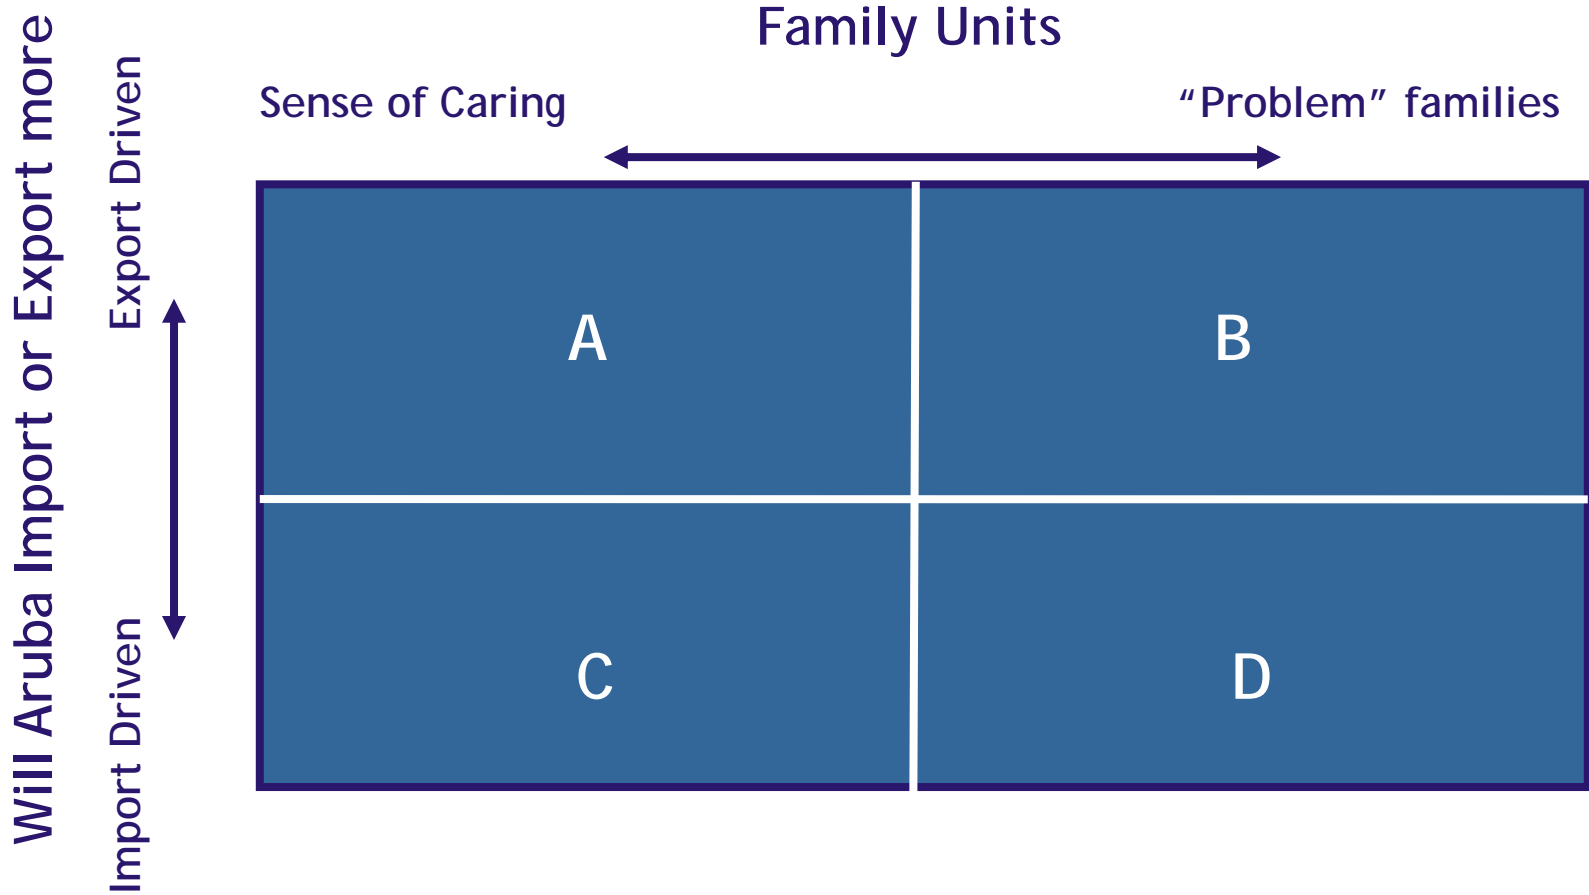 Family Units
Sense of Caring
“Problem” families
Will Aruba Import or Export more
Export Driven
Import Driven
A
B
C
D